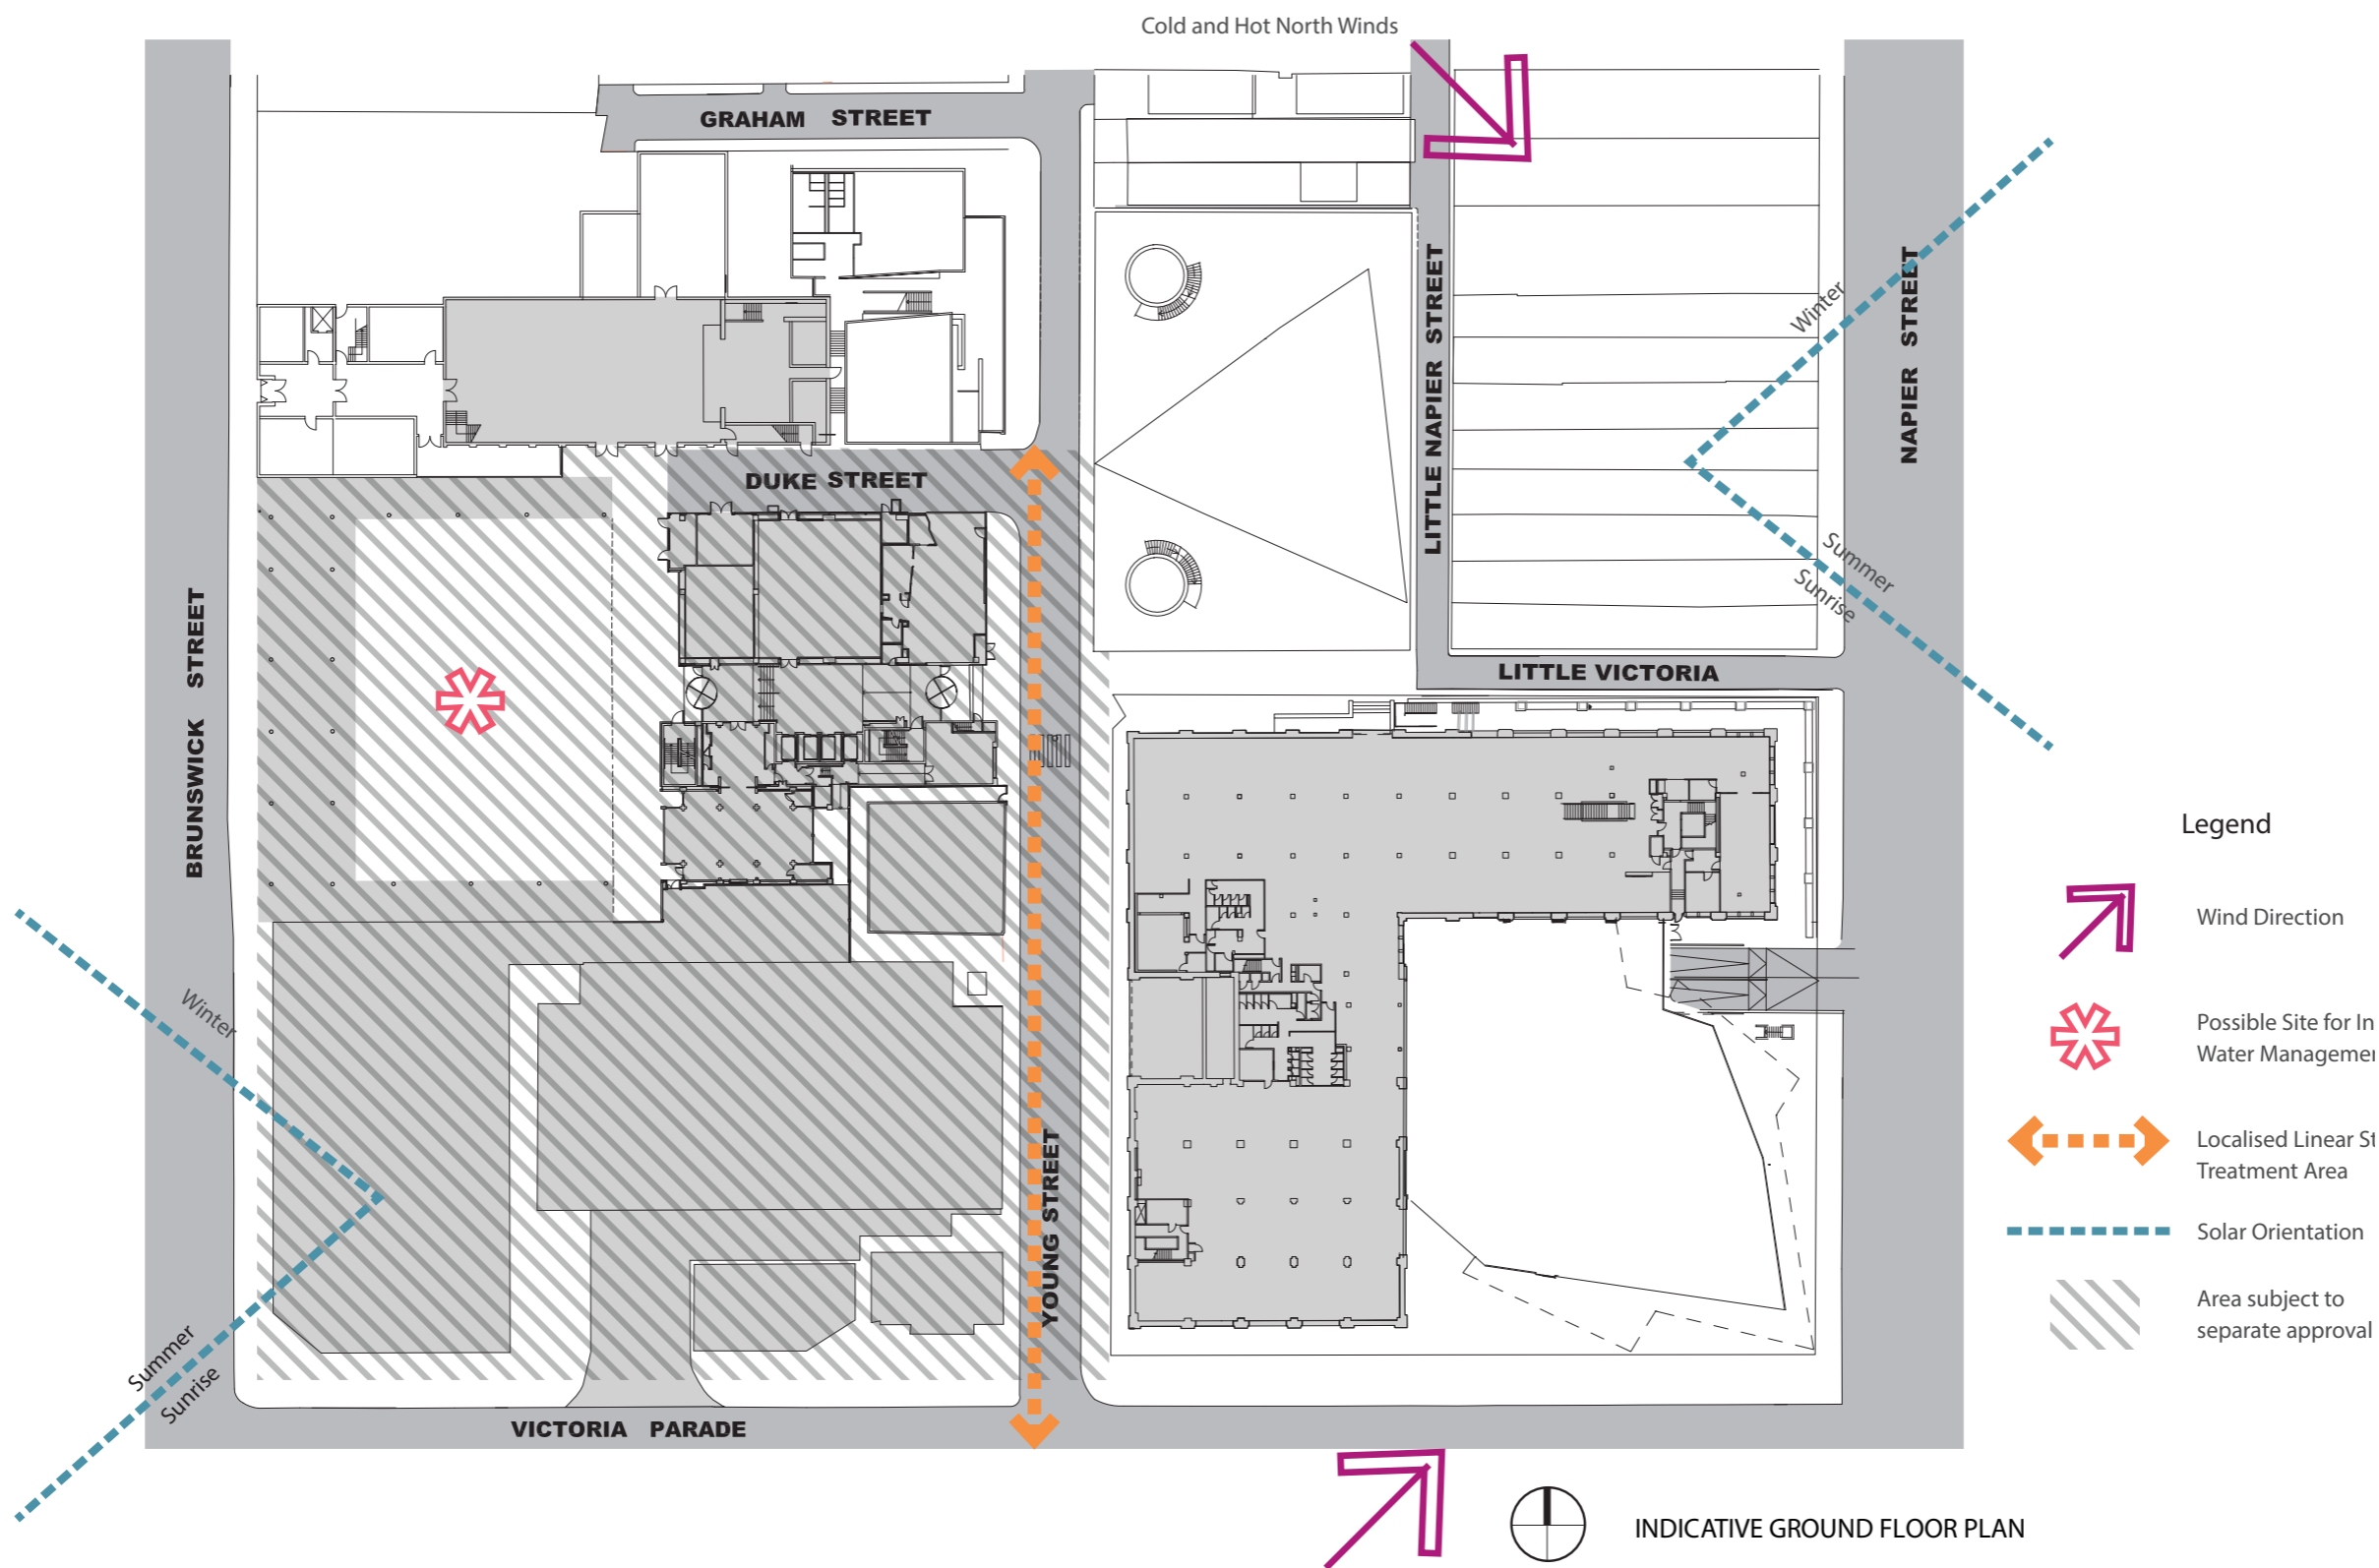 Cold and Hot North Winds
GRAHAM STREET
DUKE STREET
BRUNSWICK STREET
LITTLE NAPIER STREET
NAPIER STREET
Winter
Summer
Sunrise
LITTLE VICTORIA
Winter
Summer
Sunrise
YOUNG STREET
VICTORIA PARADE
Legend
Wind Direction
Possible Site for In
Water Managemen
Localised Linear St
Treatment Area
Solar Orientation
Area subject to
separate approval
INDICATIVE GROUND FLOOR PLAN